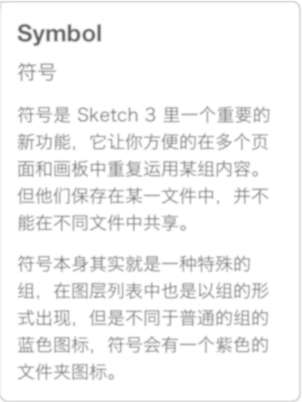 Symbol
符号
符号是 Sketch 3 里一个重要的
新功能，它让你方便的在多个页
面和画板中重复运用某组内容。
但他们保存在某一文件中，并不
能在不同文件中共享。
符号本身其实就是一种特殊的
组，在图层列表中也是以组的形
式出现，但是不同于普通的组的
蓝色图标，符号会有一个紫色的
文件夹图标。